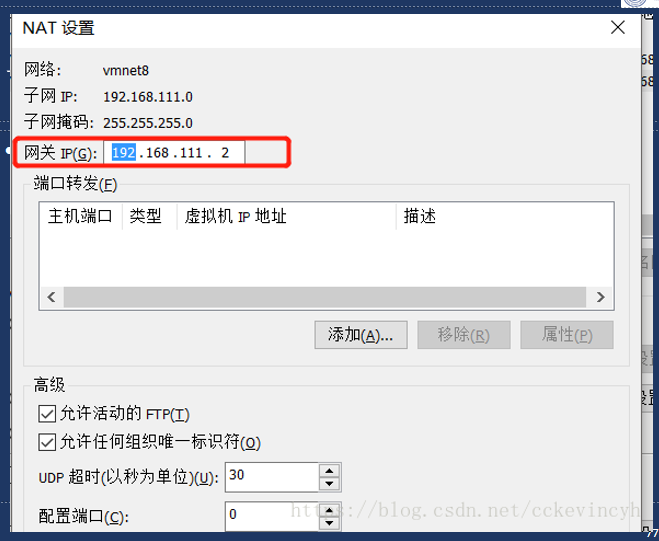 NAT 设置
网络: vmnet8
子网 IP: 192.168.111.0
子网掩码: 255.255.255.0
网关 IP(G): 192.168.111. 2
端口转发(F)
主机端口 类型 虚拟机 IP 地址 描述
添加(A)... 移除(R) 属性(P)
高级
允许活动的 FTP(T)
允许任何组织唯一标识符(O)
UDP 超时(以秒为单位)(U): 30
配置端口(C): 0
https://blog.csdn.net/cckevincyh